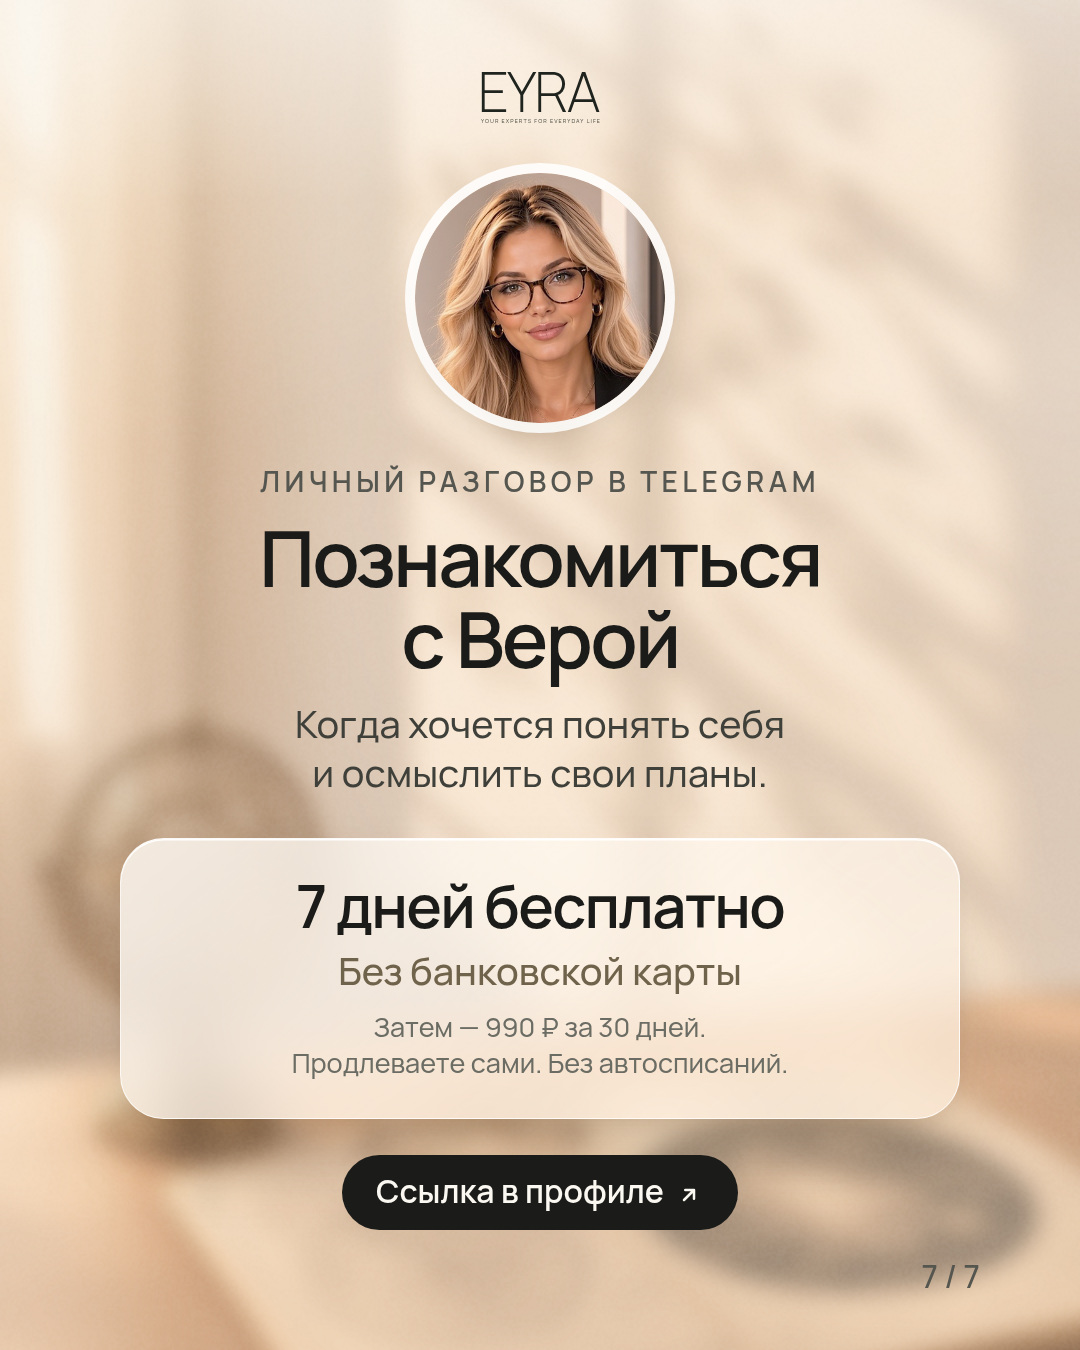 EYRA
YOUR EXPERTS FOR EVERYDAY LIFE
ЛИЧНЫЙ РАЗГОВОР В TELEGRAM
Познакомиться
с Верой
Когда хочется понять себя
и осмыслить свои планы.
7 дней бесплатно
Без банковской карты
Затем — 990 ₽ за 30 дней.
Продлеваете сами. Без автосписаний.
Ссылка в профиле ↗
7 / 7